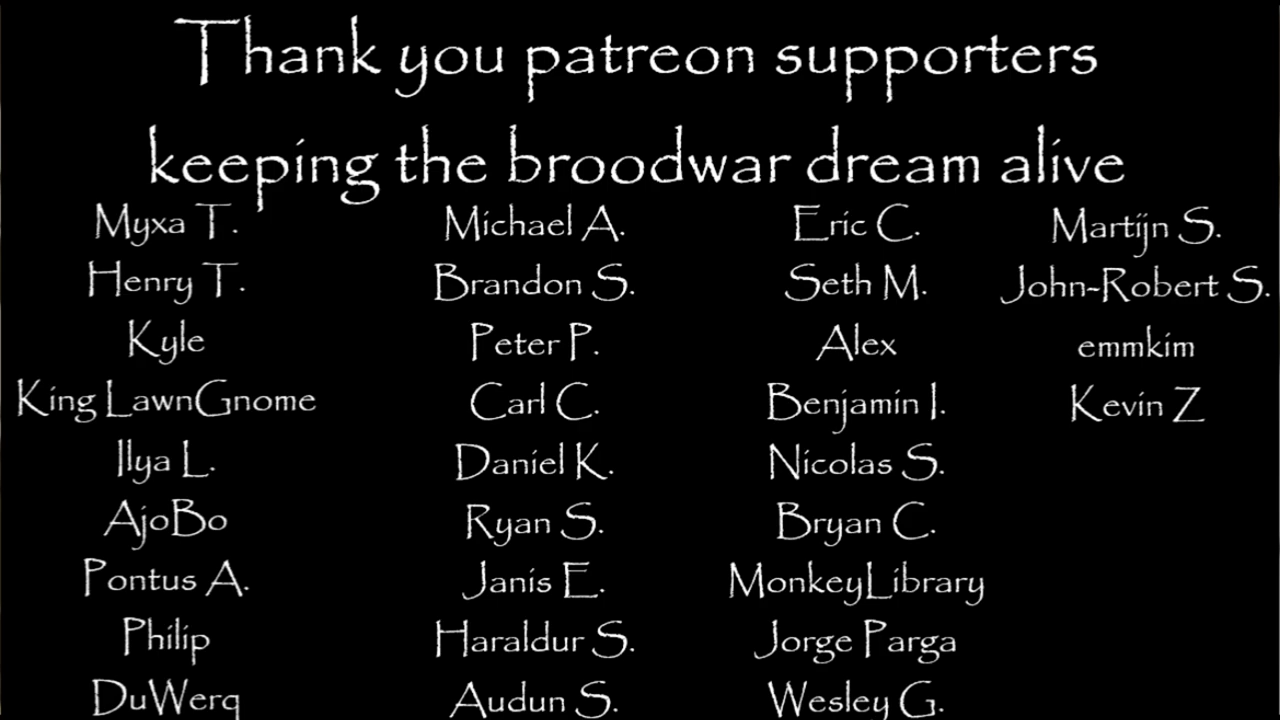 Thank you patreon supporters
keeping the broodwar dream alive
Myxa T.
Henry T.
Kyle
King LawnGnome
Ilya L.
AjoBo
Pontus A.
Philip
DuWerq
Michael A.
Brandon S.
Peter P.
Carl C.
Daniel K.
Ryan S.
Janis E.
Haraldur S.
Audun S.
Eric C.
Seth M.
Alex
Benjamin I.
Nicolas S.
Bryan C.
MonkeyLibrary
Jorge Parga
Wesley G.
Martijn S.
John-Robert S.
emmkim
Kevin Z